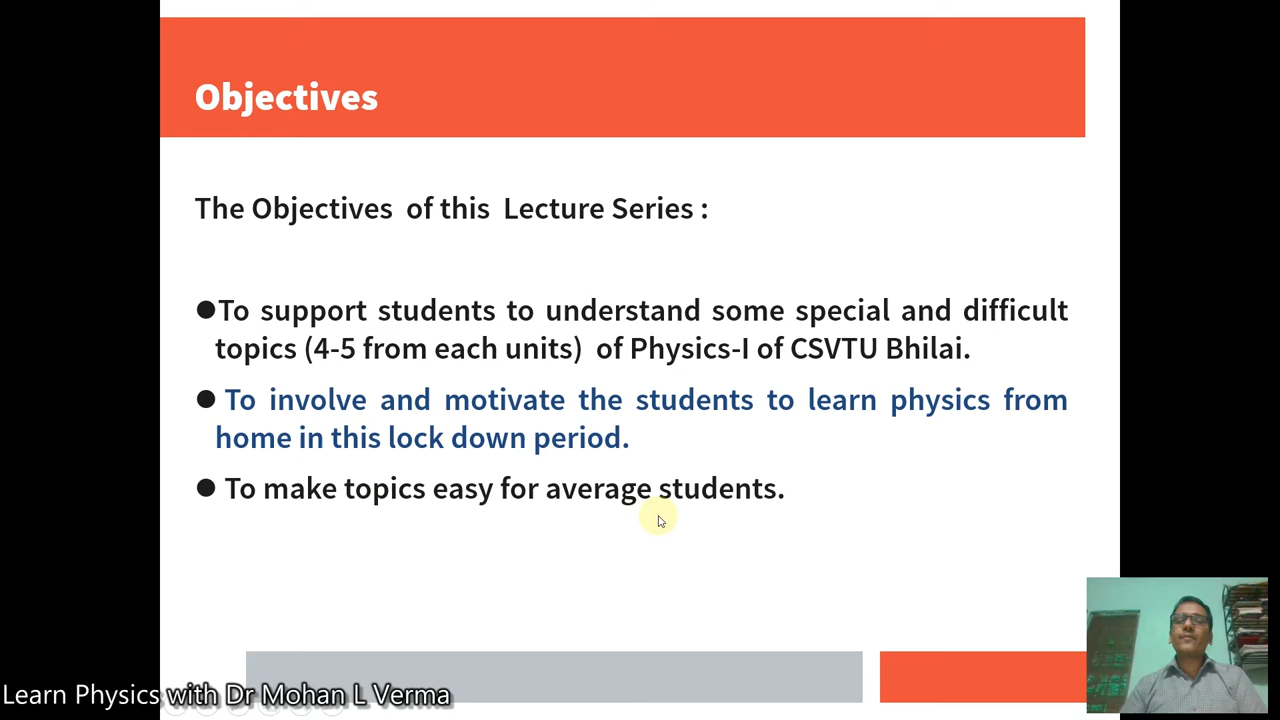 Objectives
The Objectives of this Lecture Series :
●To support students to understand some special and difficult
topics (4-5 from each units) of Physics-I of CSVTU Bhilai.
● To involve and motivate the students to learn physics from
home in this lock down period.
● To make topics easy for average students.
Learn Physics with Dr Mohan L Verma